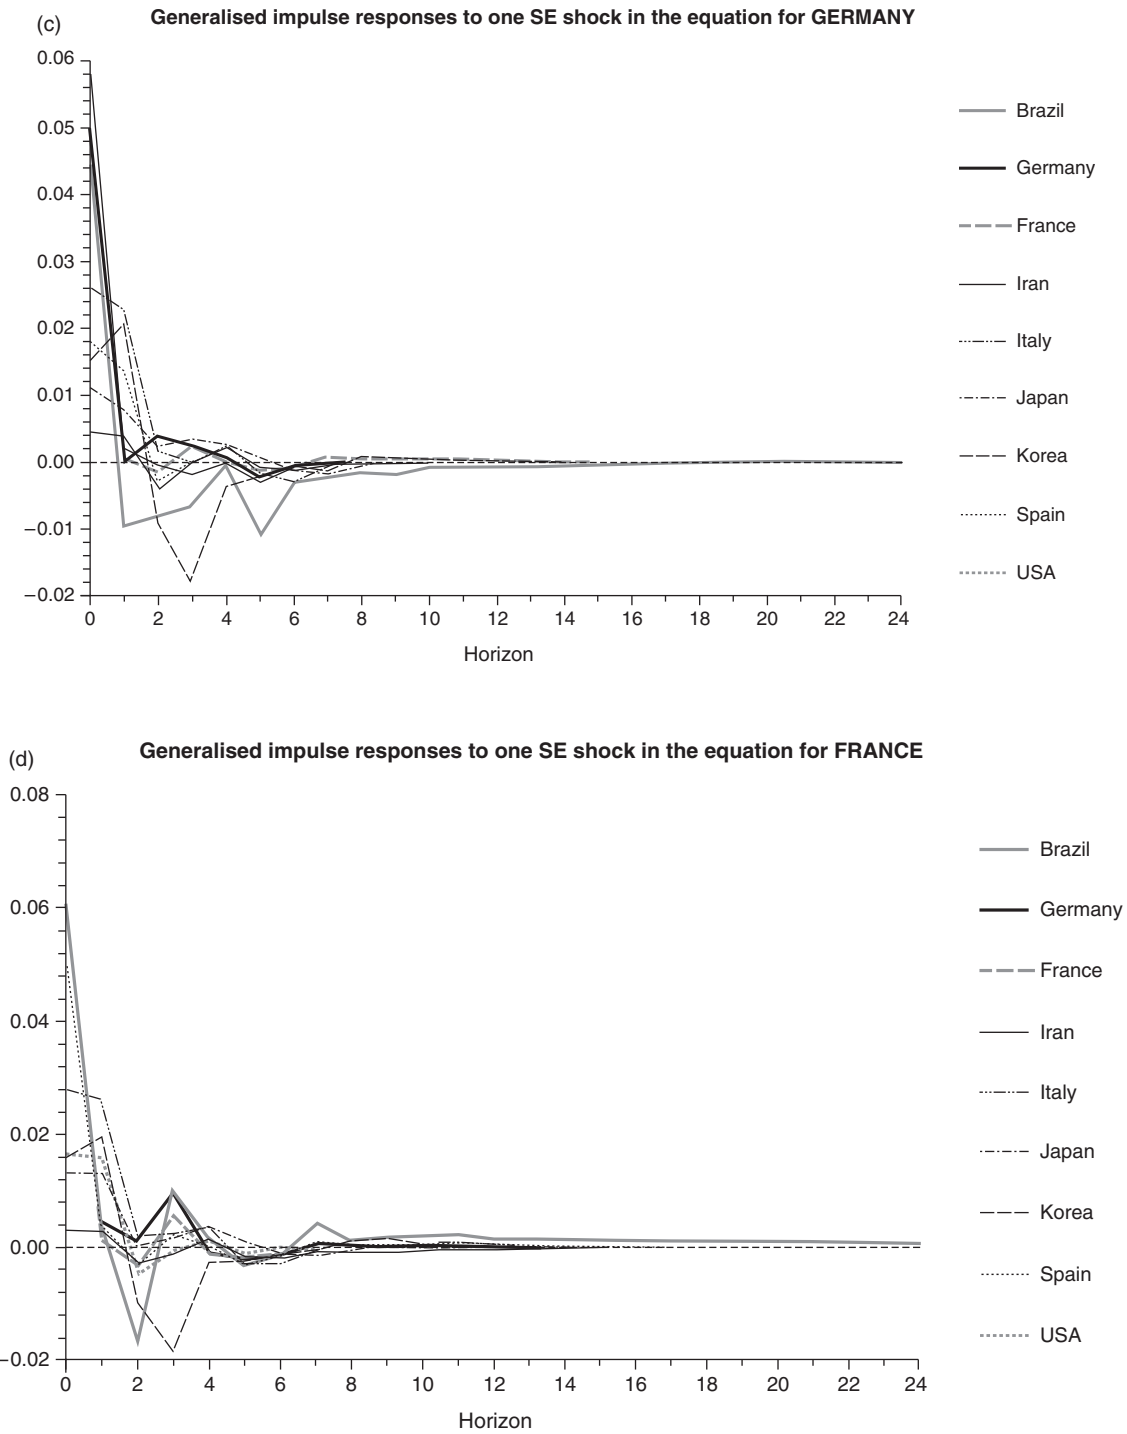 (c)
Generalised impulse responses to one SE shock in the equation for GERMANY
0.06
0.05
0.04
0.03
0.02
0.01
0.00
−0.01
−0.02
0 2 4 6 8 10 12 14 16 18 20 22 24
Horizon
Brazil
Germany
France
Iran
Italy
Japan
Korea
Spain
USA
(d)
Generalised impulse responses to one SE shock in the equation for FRANCE
0.08
0.06
0.04
0.02
0.00
−0.02
0 2 4 6 8 10 12 14 16 18 20 22 24
Horizon
Brazil
Germany
France
Iran
Italy
Japan
Korea
Spain
USA